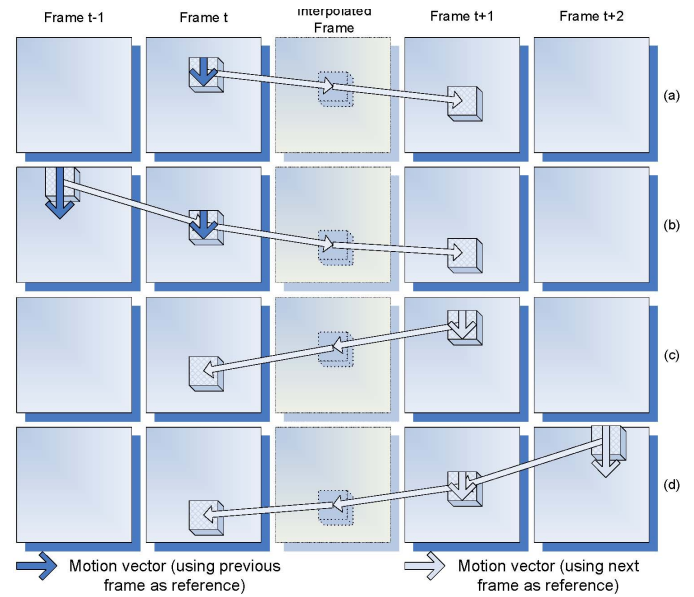 Frame t-1
Frame t
Interpolated
Frame
Frame t+1
Frame t+2
(a)
(b)
(c)
(d)
Motion vector (using previous
frame as reference)
Motion vector (using next
frame as reference)